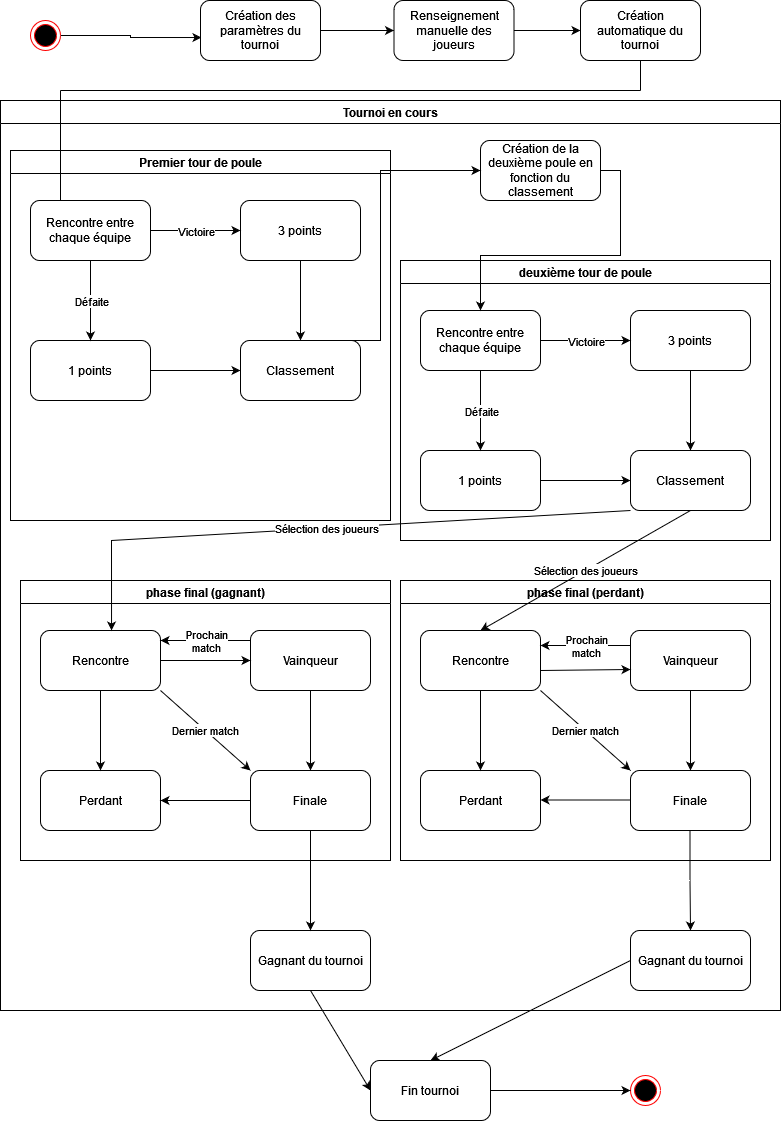 Création des
paramètres du
tournoi
Renseignement
manuelle des
joueurs
Création
automatique du
tournoi
Tournoi en cours
Premier tour de poule
Rencontre entre
chaque équipe
Victoire
3 points
Défaite
1 points
Classement
Création de la
deuxième poule en
fonction du
classement
deuxième tour de poule
Rencontre entre
chaque équipe
Victoire
3 points
Défaite
1 points
Classement
Sélection des joueurs
Sélection des joueurs
phase final (gagnant)
Rencontre
Prochain
match
Vainqueur
Dernier match
Perdant
Finale
phase final (perdant)
Rencontre
Prochain
match
Vainqueur
Dernier match
Perdant
Finale
Gagnant du tournoi
Gagnant du tournoi
Fin tournoi